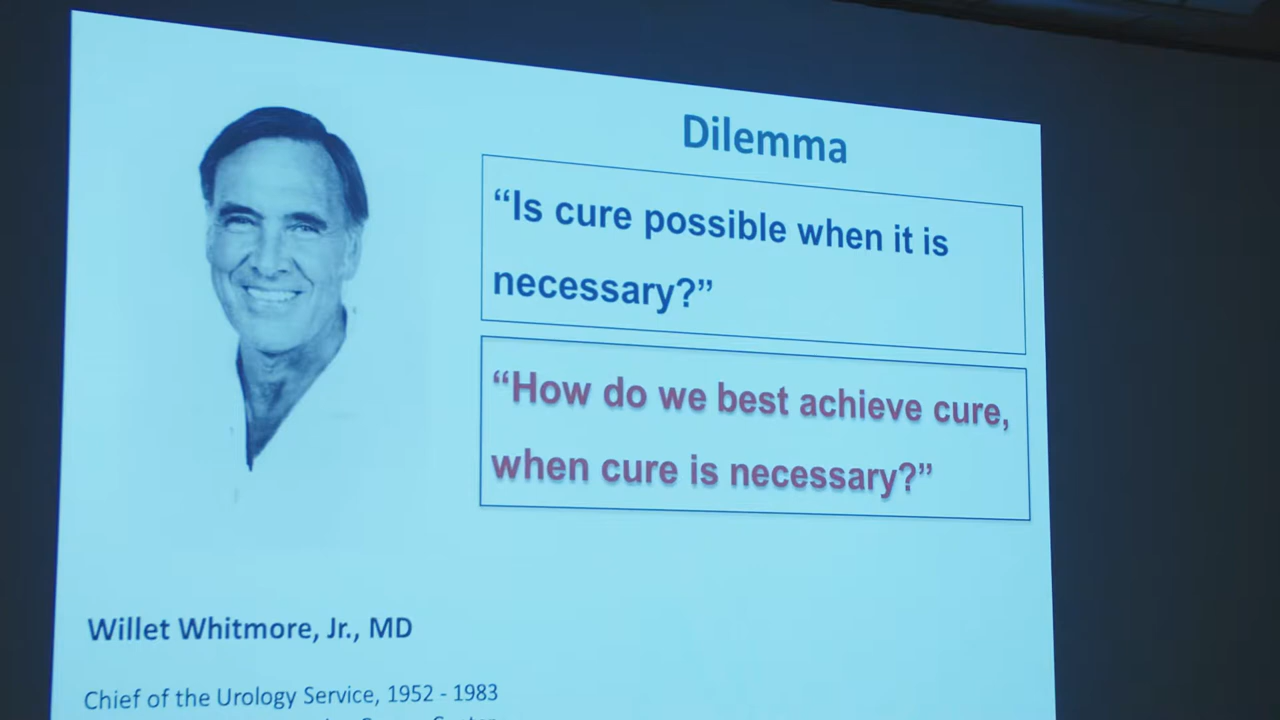 Dilemma
“Is cure possible when it is
necessary?”
“How do we best achieve cure,
when cure is necessary?”
Willet Whitmore, Jr., MD
Chief of the Urology Service, 1952 - 1983